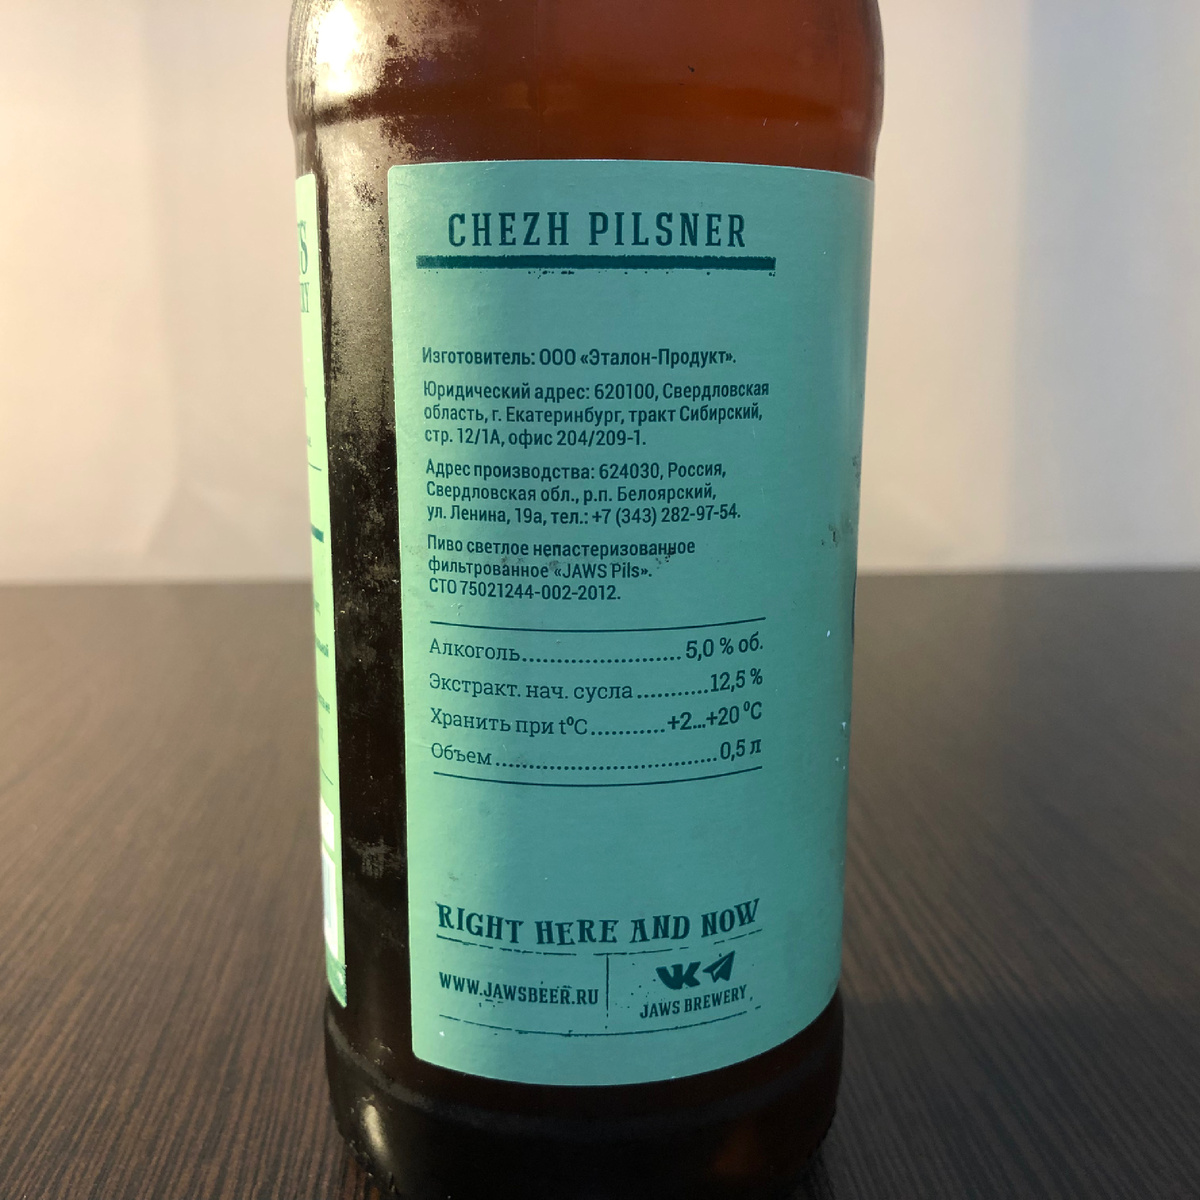 CHEZH PILSNER
Изготовитель: ООО «Эталон-Продукт».
Юридический адрес: 620100, Свердловская
область, г. Екатеринбург, тракт Сибирский,
стр. 12/1А, офис 204/209-1.
Адрес производства: 624030, Россия,
Свердловская обл., р.п. Белоярский,
ул. Ленина, 19а, тел.: +7 (343) 282-97-54.
Пиво светлое непастеризованное
фильтрованное «JAWS Pils».
СТО 75021244-002-2012.
Алкоголь....................... 5,0 % об.
Экстракт. нач. сусла ...........12,5 %
Хранить при t⁰C...........+2...+20 ⁰C
Объем ................................. 0,5 л
RIGHT HERE AND NOW
WWW.JAWSBEER.RU
JAWS BREWERY